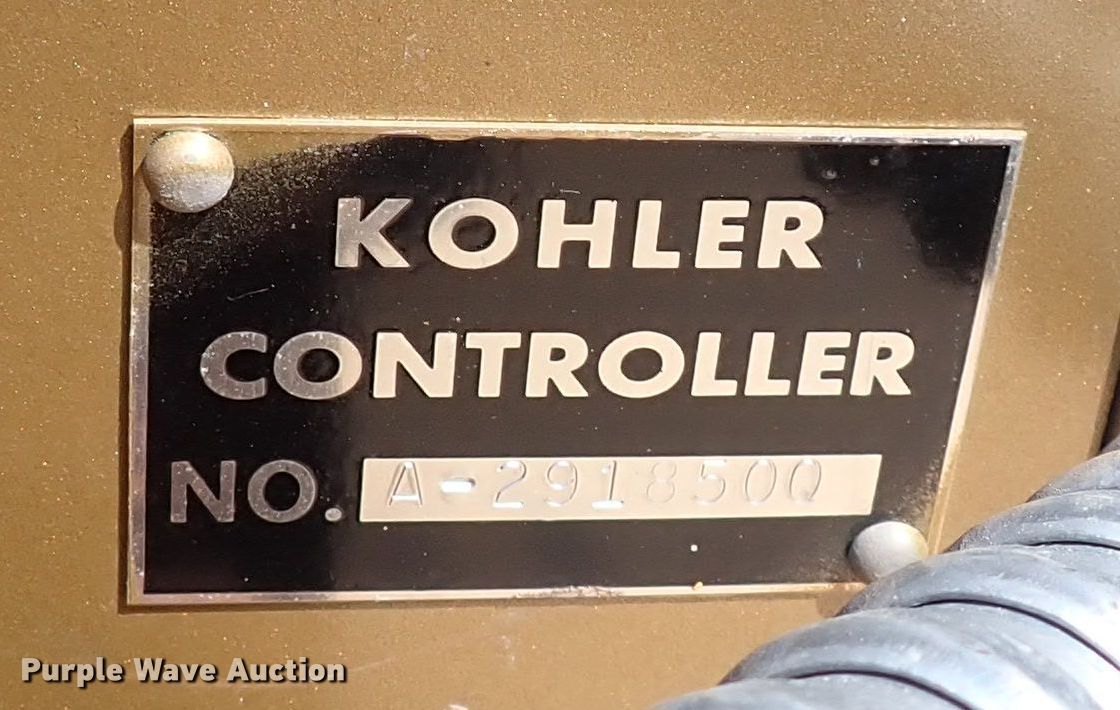 KOHLER
CONTROLLER
NO. A-291850Q
Purple Wave Auction